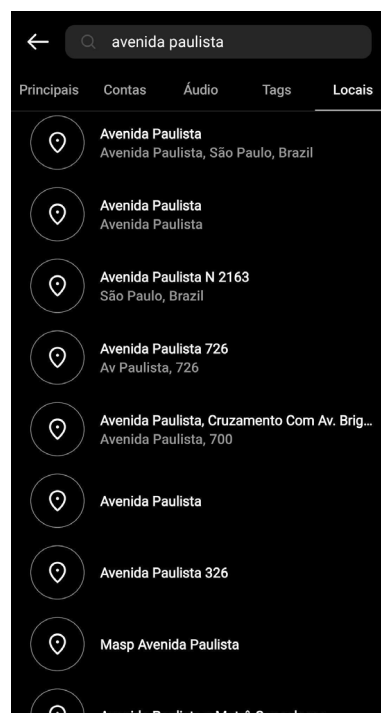 avenida paulista
Principais Contas Áudio Tags Locais
Avenida Paulista
Avenida Paulista, São Paulo, Brazil
Avenida Paulista
Avenida Paulista
Avenida Paulista N 2163
São Paulo, Brazil
Avenida Paulista 726
Av Paulista, 726
Avenida Paulista, Cruzamento Com Av. Brig...
Avenida Paulista, 700
Avenida Paulista
Avenida Paulista 326
Masp Avenida Paulista